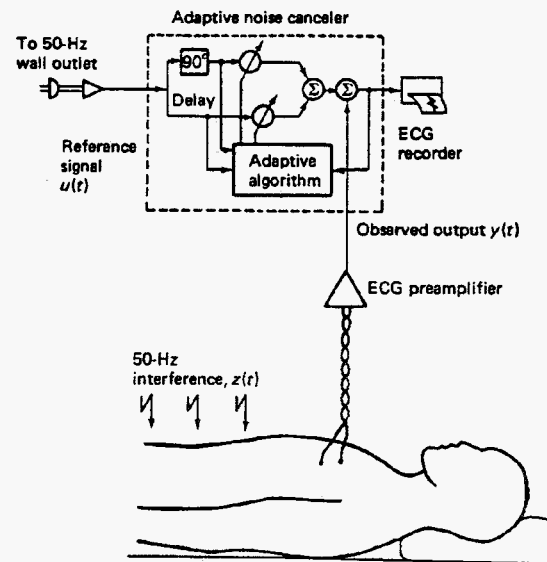 Adaptive noise canceler
To 50-Hz
wall outlet
90°
Delay
Σ
Σ
Reference
signal
u(t)
Adaptive
algorithm
ECG
recorder
Observed output y(t)
ECG preamplifier
50-Hz
interference, z(t)